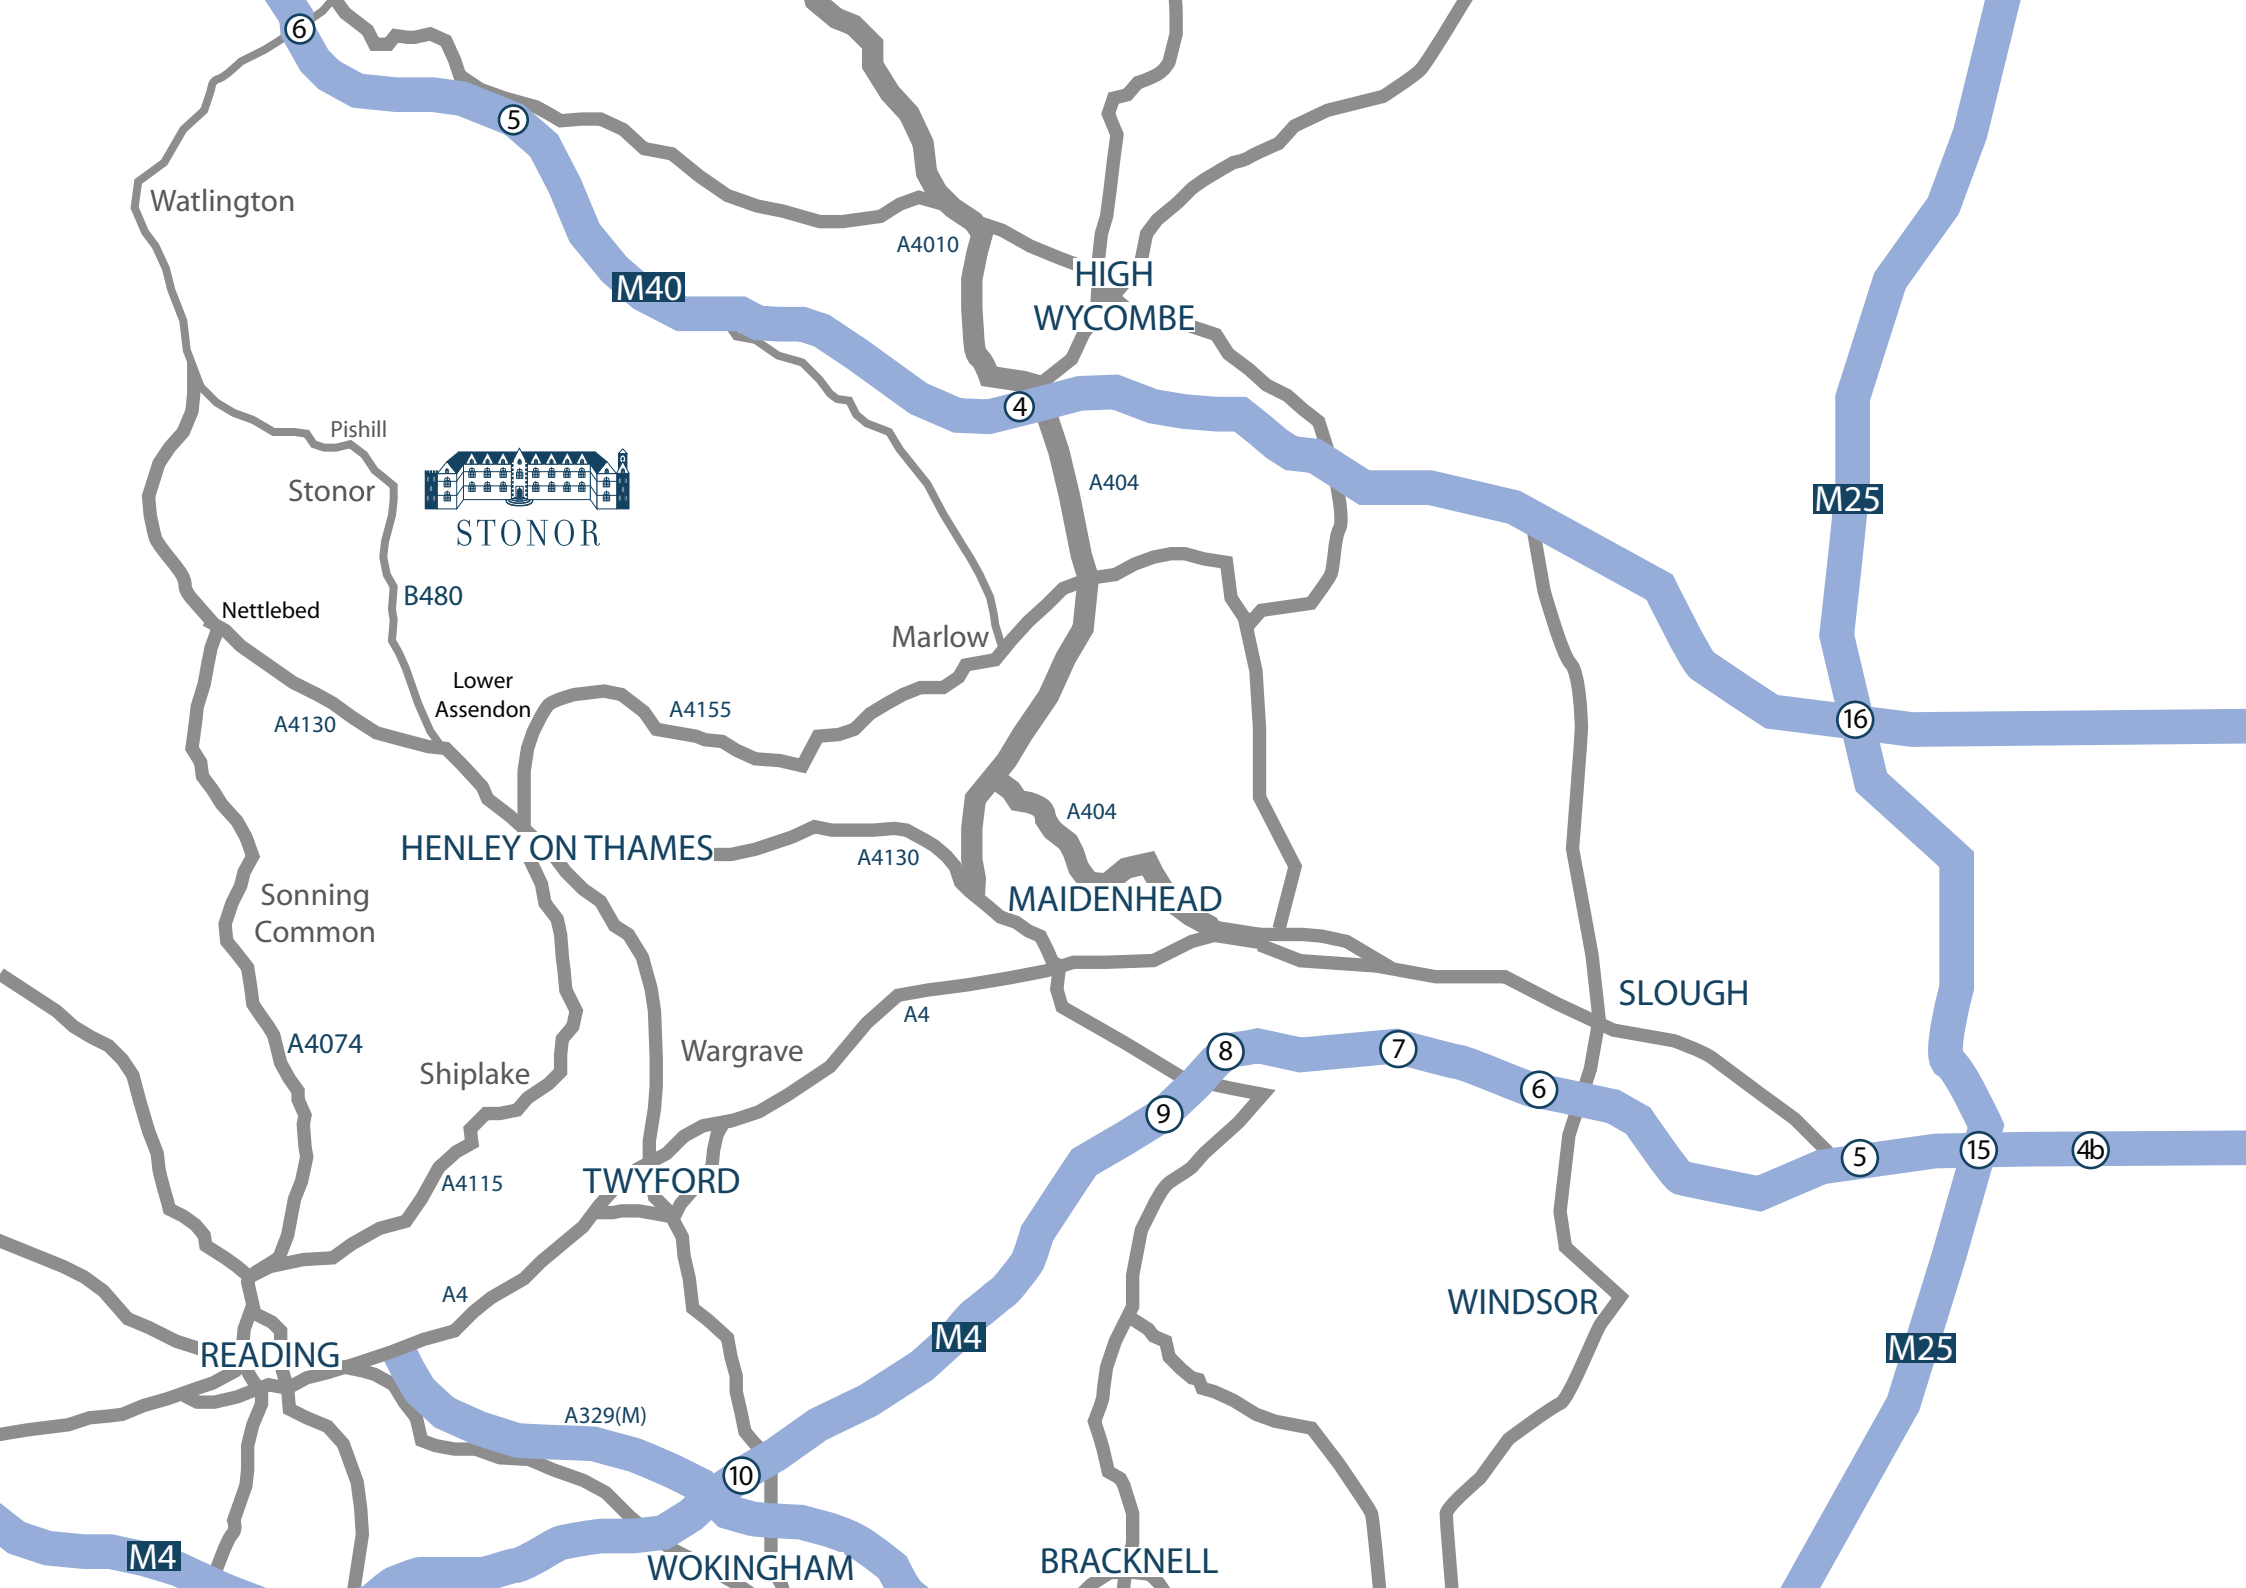 6
5
Watlington
A4010
HIGH
WYCOMBE
M40
4
Pishill
Stonor
STONOR
A404
M25
B480
Nettlebed
Marlow
Lower
Assendon
A4155
A4130
16
A404
HENLEY ON THAMES
A4130
MAIDENHEAD
Sonning
Common
SLOUGH
A4
A4074
Wargrave
8
7
Shiplake
6
9
5
15
4b
TWYFORD
A4115
A4
WINDSOR
M4
READING
M25
A329(M)
10
M4
WOKINGHAM
BRACKNELL